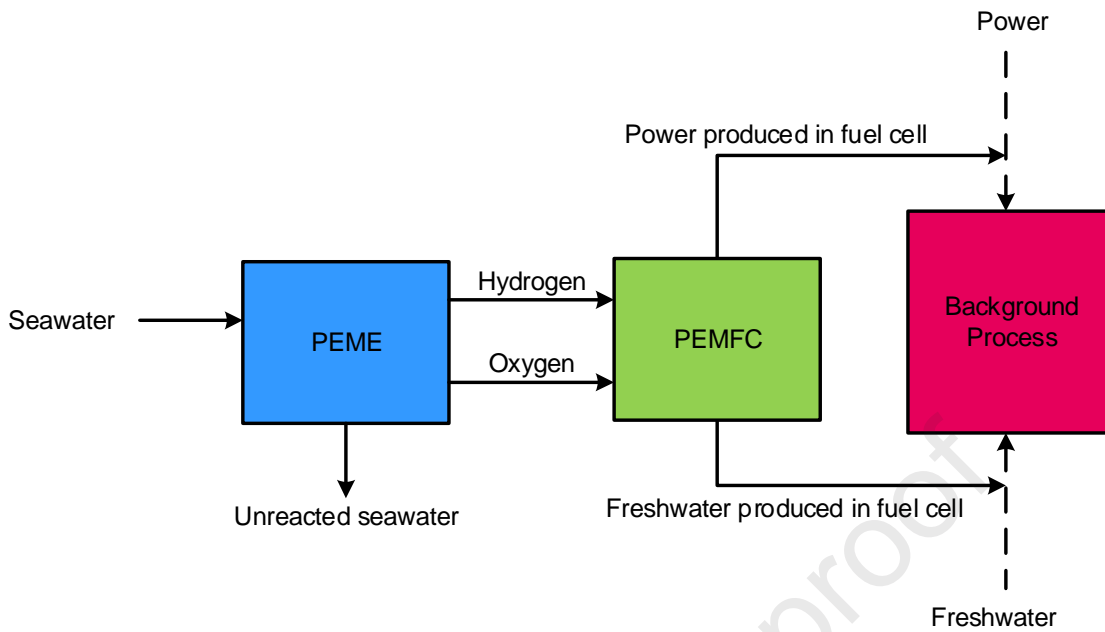 Power
Power produced in fuel cell
Hydrogen
Seawater
PEME
Oxygen
PEMFC
Background
Process
Unreacted seawater
Freshwater produced in fuel cell
Freshwater
proof